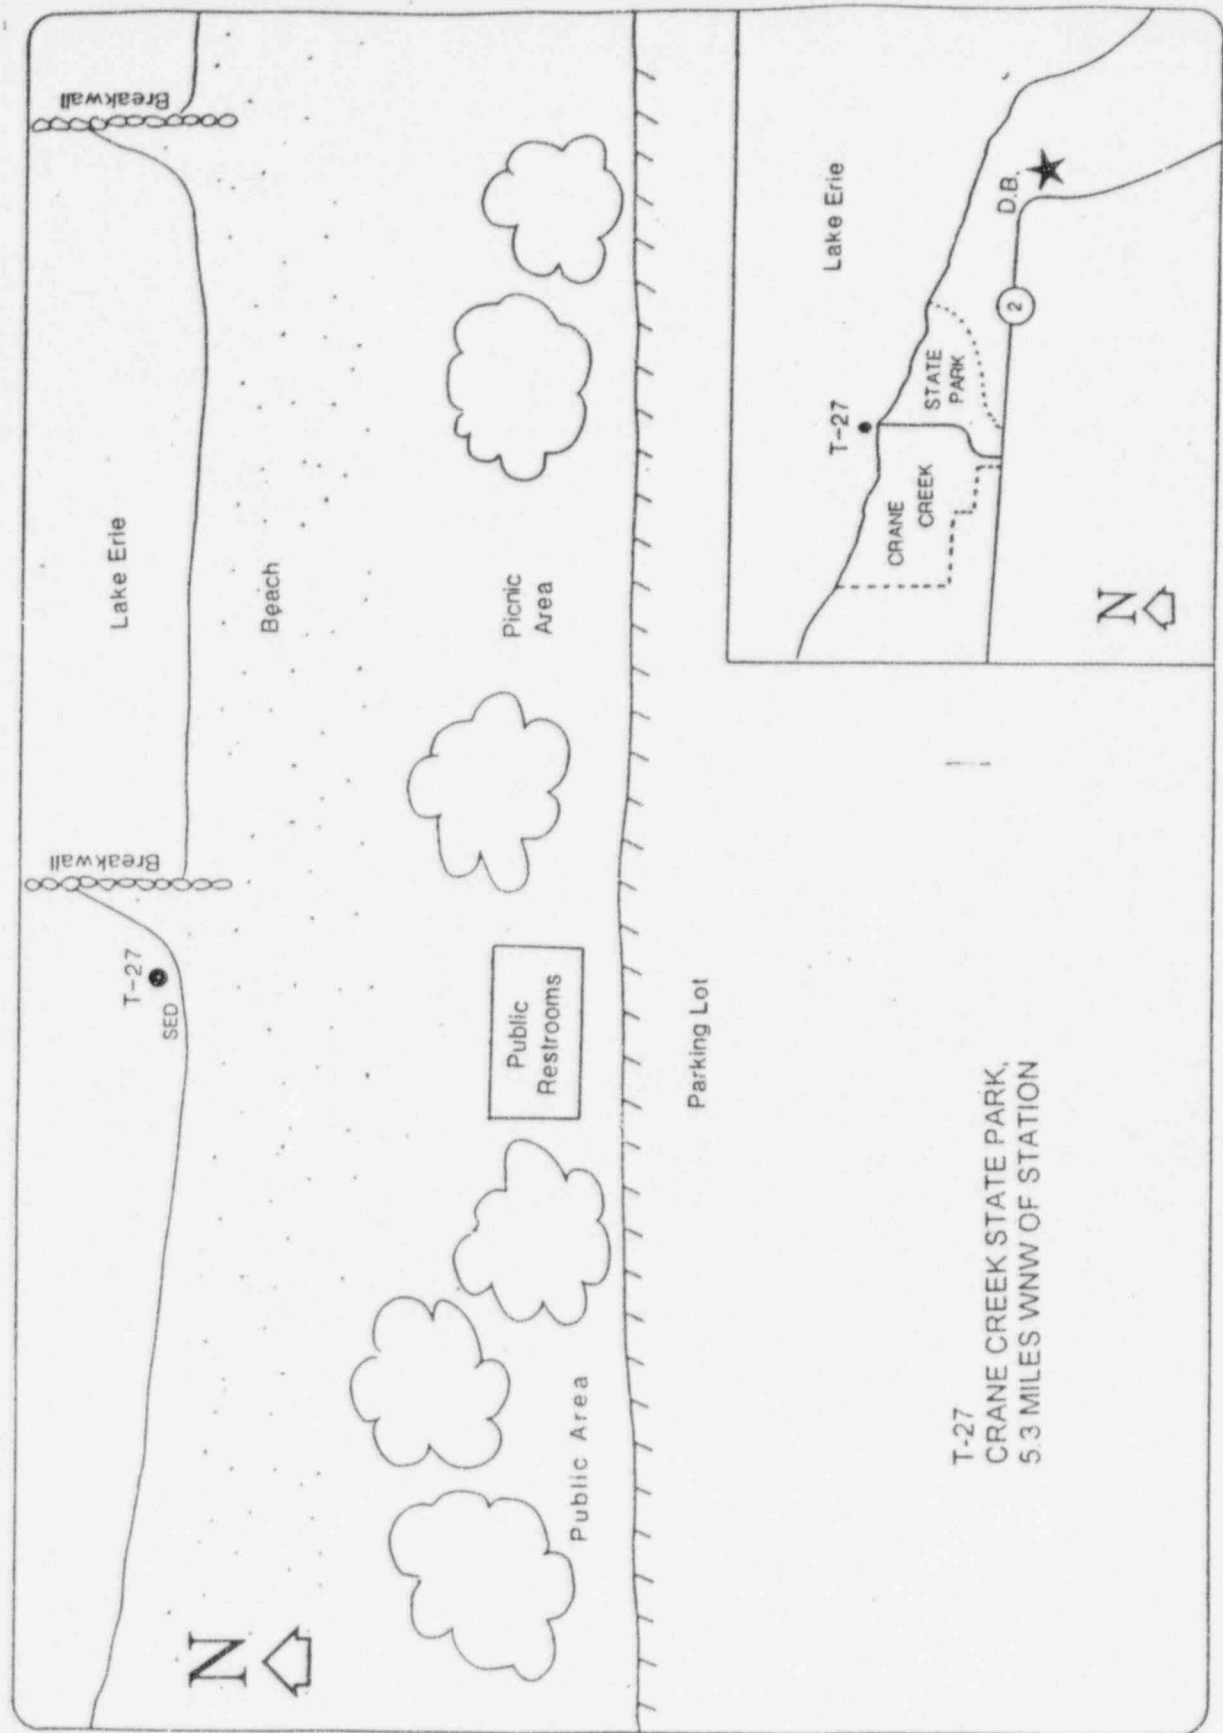 Breakwall
Breakwall
Lake Erie
T-27
SED
Beach
Public
Restrooms
Picnic
Area
Public Area
Parking Lot
N
T-27
CRANE CREEK STATE PARK,
5.3 MILES WNW OF STATION
Lake Erie
T-27
CRANE
CREEK
STATE
PARK
D.B.
2
N